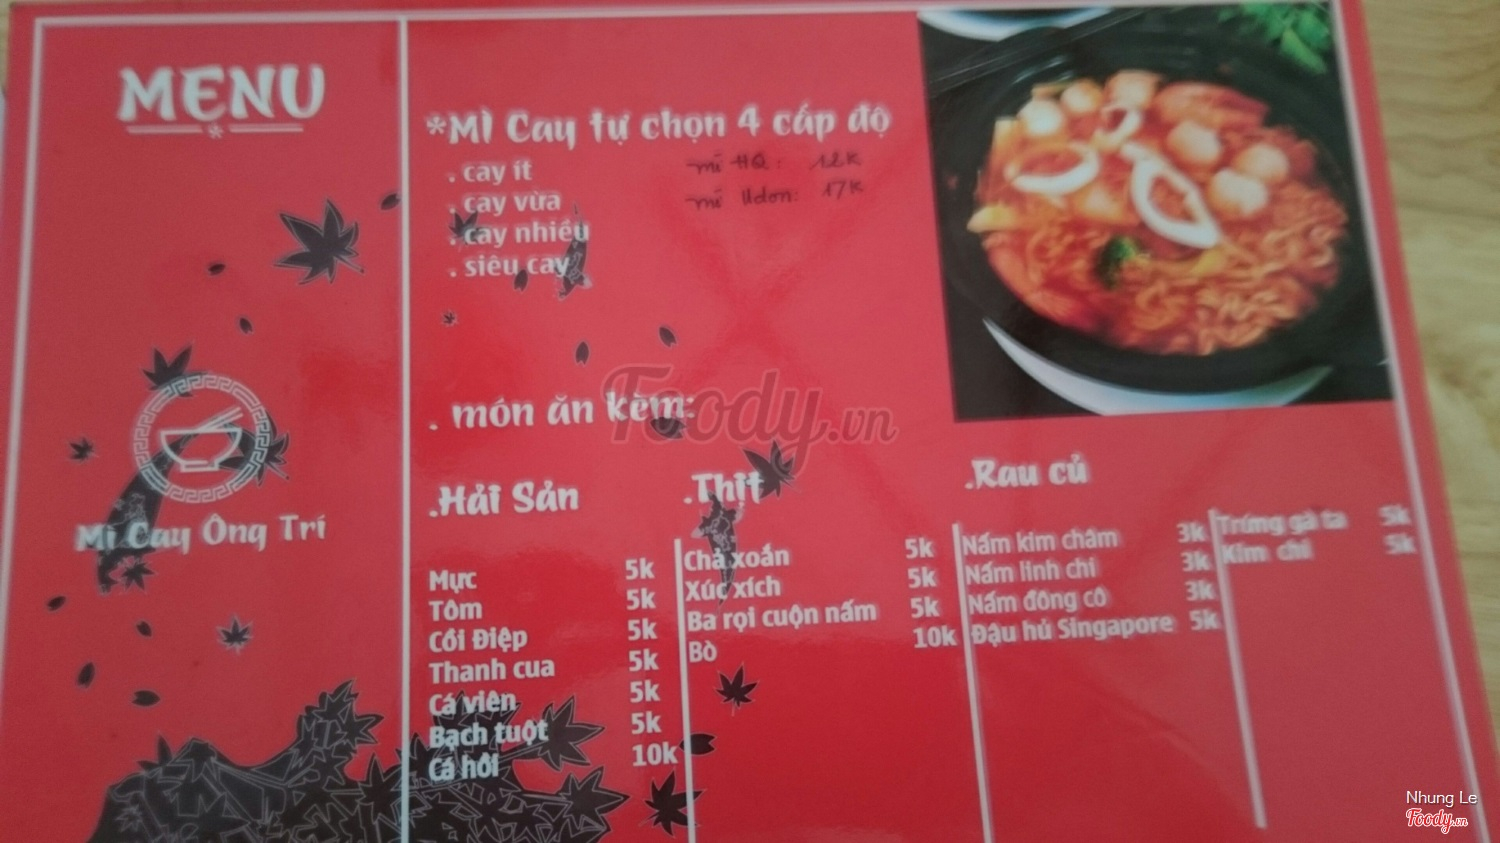 MENU
Mì Cay Ông Trí
*Mì Cay tự chọn 4 cấp độ
. cay ít
. cay vừa
. cay nhiều
. siêu cay
mì HQ: 12k
mì Udon: 17k
. món ăn kèm:
.Hải Sản
Mực 5k
Tôm 5k
Cồi Điệp 5k
Thanh cua 5k
Cá viên 5k
Bạch tuột 5k
Cá hồi 10k
.Thịt
Chả xoắn 5k
Xúc xích 5k
Ba rọi cuộn nấm 5k
Bò 10k
.Rau củ
Nấm kim châm 3k
Nấm linh chi 3k
Nấm đông cô 3k
Đậu hủ Singapore 5k
Trứng gà ta 5k
Kim chi 5k
Foody.vn
Nhung Le
Foody.vn